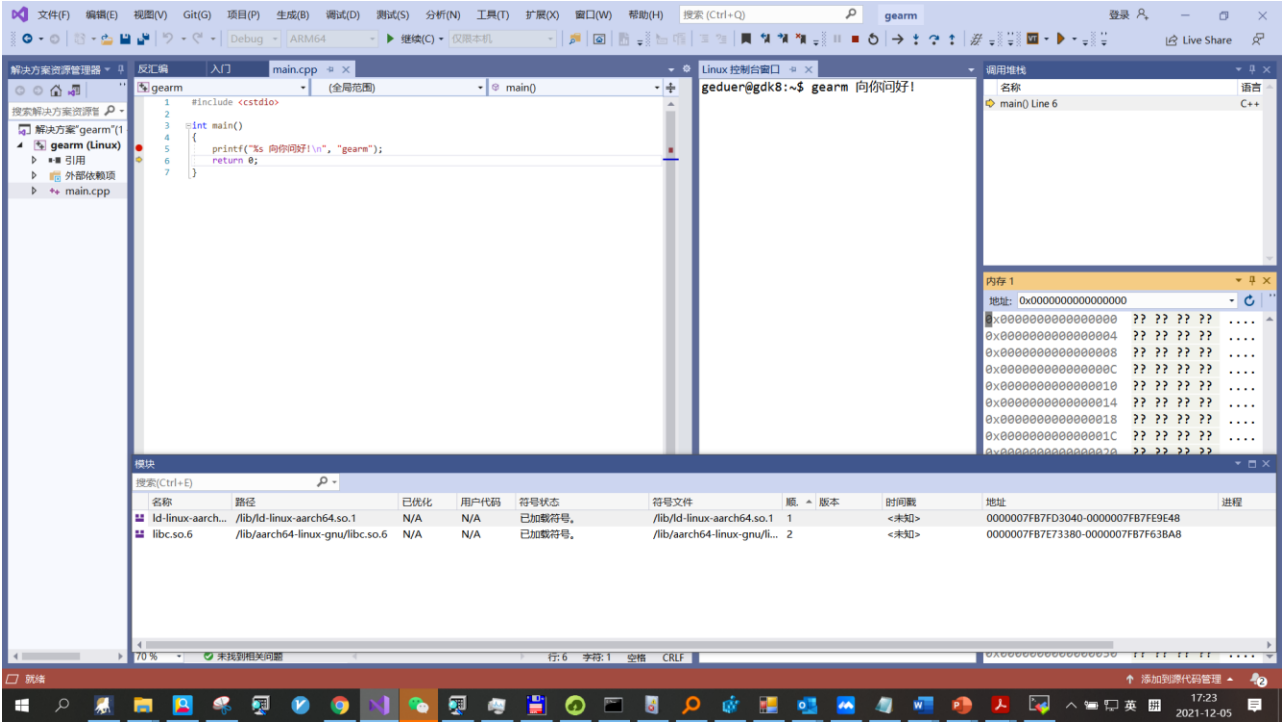 文件(F) 编辑(E) 视图(V) Git(G) 项目(P) 生成(B) 调试(D) 测试(S) 分析(N) 工具(T) 扩展(X) 窗口(W) 帮助(H) 搜索 (Ctrl+Q) gearm 登录
Debug ARM64 继续(C) 仅限本机 Live Share
解决方案资源管理器
搜索解决方案资源管
解决方案"gearm"(1
gearm (Linux)
引用
外部依赖项
main.cpp
反汇编 入门 main.cpp
gearm (全局范围) main()
1 #include <cstdio>
2
3 int main()
4 {
5 printf("%s 向你问好!\n", "gearm");
6 return 0;
7 }
70 % 未找到相关问题 行: 6 字符: 1 空格 CRLF
Linux 控制台窗口
geduer@gdk8:~$ gearm 向你问好!
调用堆栈
名称 语言
main() Line 6 C++
内存 1
地址: 0x0000000000000000
0x0000000000000000 ?? ?? ?? ?? ....
0x0000000000000004 ?? ?? ?? ?? ....
0x0000000000000008 ?? ?? ?? ?? ....
0x000000000000000C ?? ?? ?? ?? ....
0x0000000000000010 ?? ?? ?? ?? ....
0x0000000000000014 ?? ?? ?? ?? ....
0x0000000000000018 ?? ?? ?? ?? ....
0x000000000000001C ?? ?? ?? ?? ....
0x0000000000000020 ?? ?? ?? ?? ....
模块
搜索(Ctrl+E)
名称 路径 已优化 用户代码 符号状态 符号文件 顺. 版本 时间戳 地址 进程
ld-linux-aarch... /lib/ld-linux-aarch64.so.1 N/A N/A 已加载符号。 /lib/ld-linux-aarch64.so.1 1 <未知> 0000007FB7FD3040-0000007FB7FE9E48
libc.so.6 /lib/aarch64-linux-gnu/libc.so.6 N/A N/A 已加载符号。 /lib/aarch64-linux-gnu/li... 2 <未知> 0000007FB7E73380-0000007FB7F63BA8
就绪 添加到源代码管理 2
英 17:23
2021-12-05